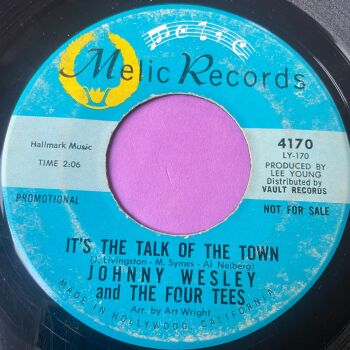 MELIC
Melic Records
Hallmark Music
TIME 2:06
PROMOTIONAL
4170
LY-170
PRODUCED BY
LEE YOUNG
Distributed by
VAULT RECORDS
NOT FOR SALE
IT'S THE TALK OF THE TOWN
(J. Livingston - M. Symes - Al Neiberg)
JOHNNY WESLEY
and THE FOUR TEES
Arr. by Art Wright
MADE IN HOLLYWOOD, CALIFORNIA